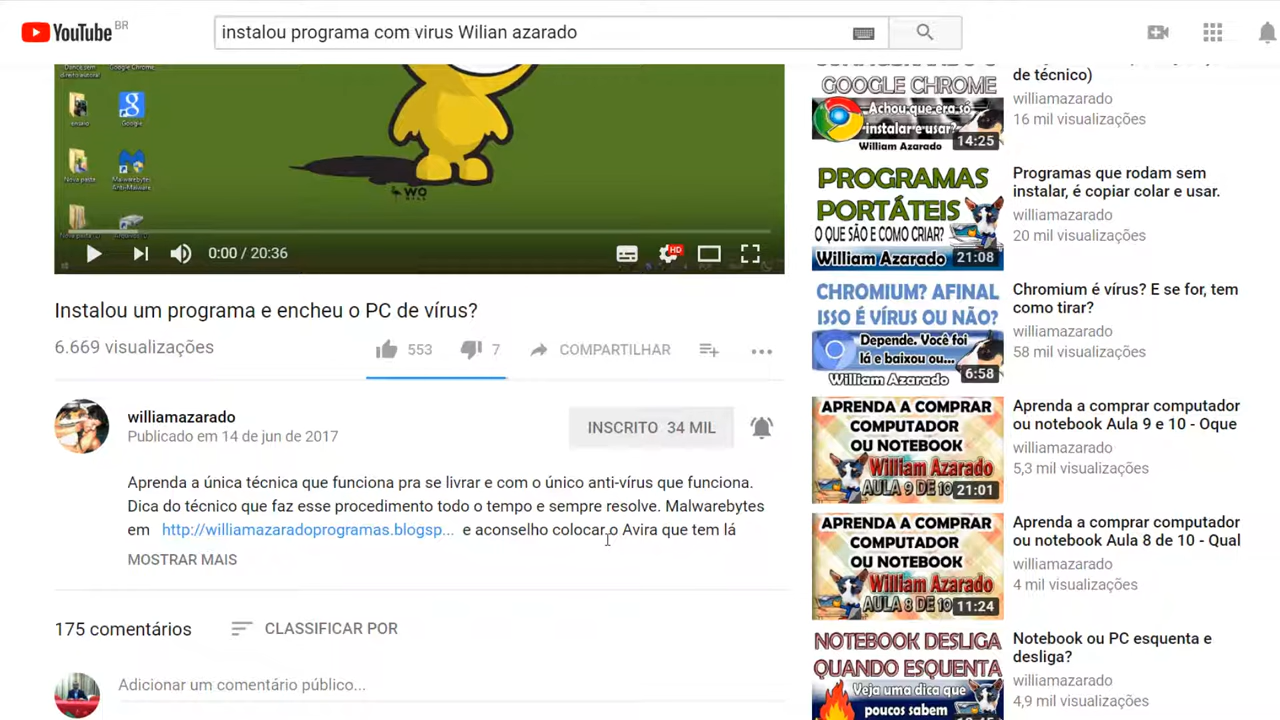 YouTube BR
instalou programa com virus Wilian azarado
Google Chrome
Google
Nova pasta
Malwarebytes
Anti-Malware
WO
0:00 / 20:36
HD
Instalou um programa e encheu o PC de vírus?
6.669 visualizações
553
7
COMPARTILHAR
williamazarado
Publicado em 14 de jun de 2017
INSCRITO 34 MIL
Aprenda a única técnica que funciona pra se livrar e com o único anti-vírus que funciona.
Dica do técnico que faz esse procedimento todo o tempo e sempre resolve. Malwarebytes
em http://williamazaradoprogramas.blogsp... e aconselho colocar o Avira que tem lá
MOSTRAR MAIS
175 comentários
CLASSIFICAR POR
Adicionar um comentário público...
GOOGLE CHROME
Achou que era só
instalar e usar?
William Azarado
14:25
de técnico)
williamazarado
16 mil visualizações
PROGRAMAS
PORTÁTEIS
O QUE SÃO E COMO CRIAR?
William Azarado
21:08
Programas que rodam sem
instalar, é copiar colar e usar.
williamazarado
20 mil visualizações
CHROMIUM? AFINAL
ISSO É VÍRUS OU NÃO?
Depende. Você foi
lá e baixou ou...
William Azarado
6:58
Chromium é vírus? E se for, tem
como tirar?
williamazarado
58 mil visualizações
APRENDA A COMPRAR
COMPUTADOR
OU NOTEBOOK
William Azarado
AULA 9 DE 10
21:01
Aprenda a comprar computador
ou notebook Aula 9 e 10 - Oque
williamazarado
5,3 mil visualizações
APRENDA A COMPRAR
COMPUTADOR
OU NOTEBOOK
William Azarado
AULA 8 DE 10
11:24
Aprenda a comprar computador
ou notebook Aula 8 de 10 - Qual
williamazarado
4 mil visualizações
NOTEBOOK DESLIGA
QUANDO ESQUENTA
Veja uma dica que
poucos sabem
Notebook ou PC esquenta e
desliga?
williamazarado
4,9 mil visualizações